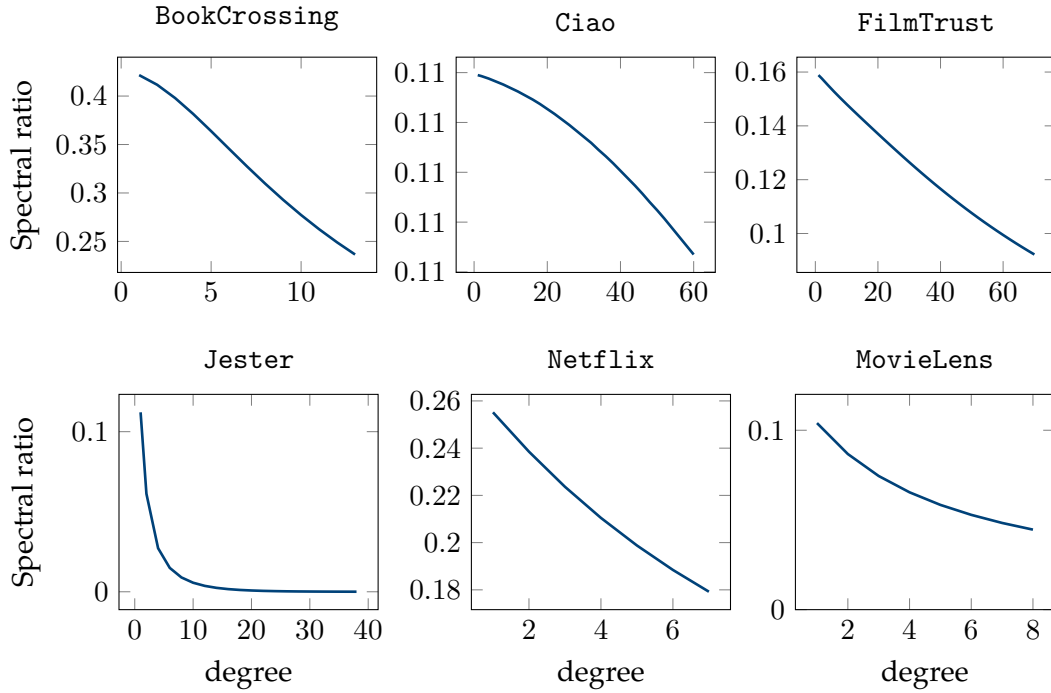 BookCrossing
Ciao
FilmTrust
Spectral ratio
0.4
0.35
0.3
0.25
0 5 10
0.11
0.11
0.11
0.11
0.11
0 20 40 60
0.16
0.14
0.12
0.1
0 20 40 60
Jester
Netflix
MovieLens
Spectral ratio
0.1
0
0 10 20 30 40
degree
0.26
0.24
0.22
0.2
0.18
2 4 6
degree
0.1
0
2 4 6 8
degree